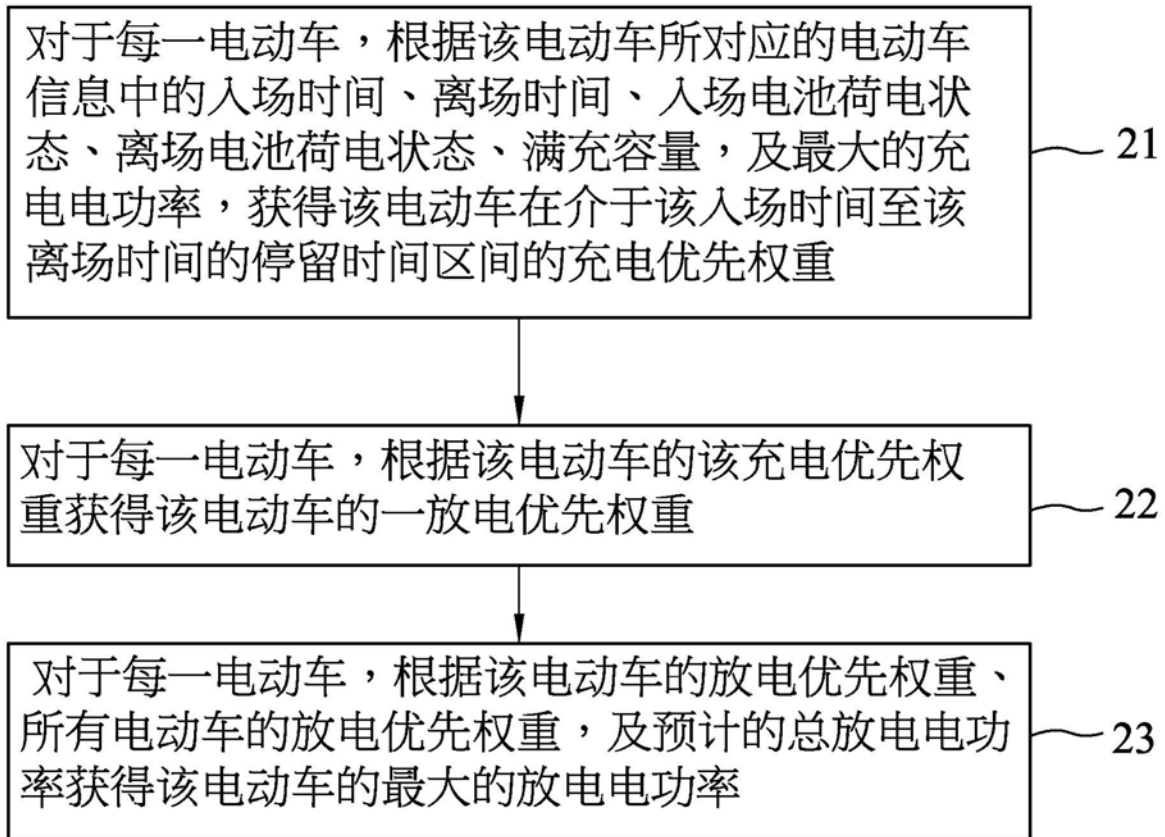 对于每一电动车，根据该电动车所对应的电动车
信息中的入场时间、离场时间、入场电池荷电状
态、离场电池荷电状态、满充容量，及最大的充
电电功率，获得该电动车在介于该入场时间至该
离场时间的停留时间区间的充电优先权重
21
对于每一电动车，根据该电动车的该充电优先权
重获得该电动车的一放电优先权重
22
对于每一电动车，根据该电动车的放电优先权重、
所有电动车的放电优先权重，及预计的总放电电功
率获得该电动车的最大的放电电功率
23